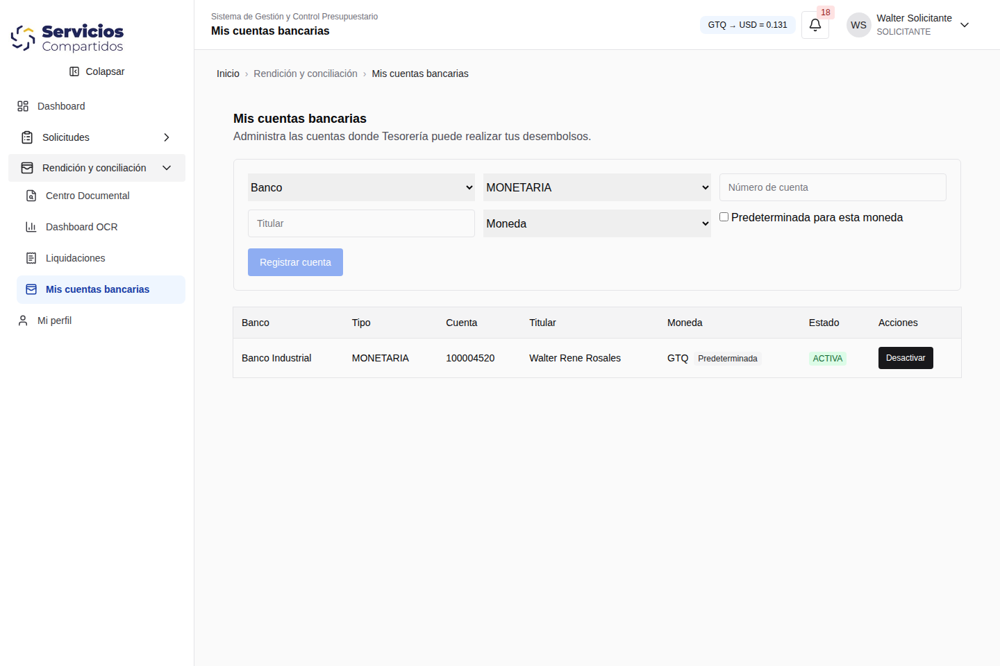 Servicios
Compartidos
Colapsar
Dashboard
Solicitudes
Rendición y conciliación
Centro Documental
Dashboard OCR
Liquidaciones
Mis cuentas bancarias
Mi perfil
Sistema de Gestión y Control Presupuestario
Mis cuentas bancarias
GTQ → USD = 0.131
18
WS
Walter Solicitante
SOLICITANTE
Inicio › Rendición y conciliación › Mis cuentas bancarias
Mis cuentas bancarias
Administra las cuentas donde Tesorería puede realizar tus desembolsos.
Banco MONETARIA Número de cuenta
Titular Moneda Predeterminada para esta moneda
Registrar cuenta
Banco Tipo Cuenta Titular Moneda Estado Acciones
Banco Industrial MONETARIA 100004520 Walter Rene Rosales GTQ Predeterminada ACTIVA Desactivar